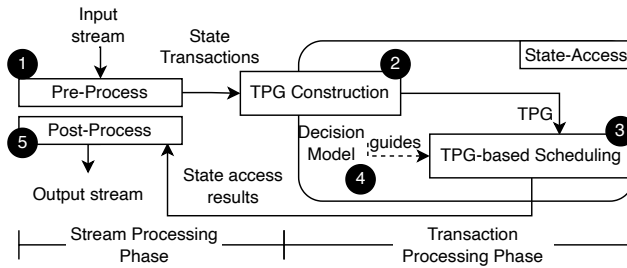 Input
stream
State
Transactions
State-Access
1
2
Pre-Process
TPG Construction
TPG
3
Post-Process
5
Decision
Model
guides
TPG-based Scheduling
4
Output stream
State access
results
Stream Processing
Phase
Transaction
Processing Phase